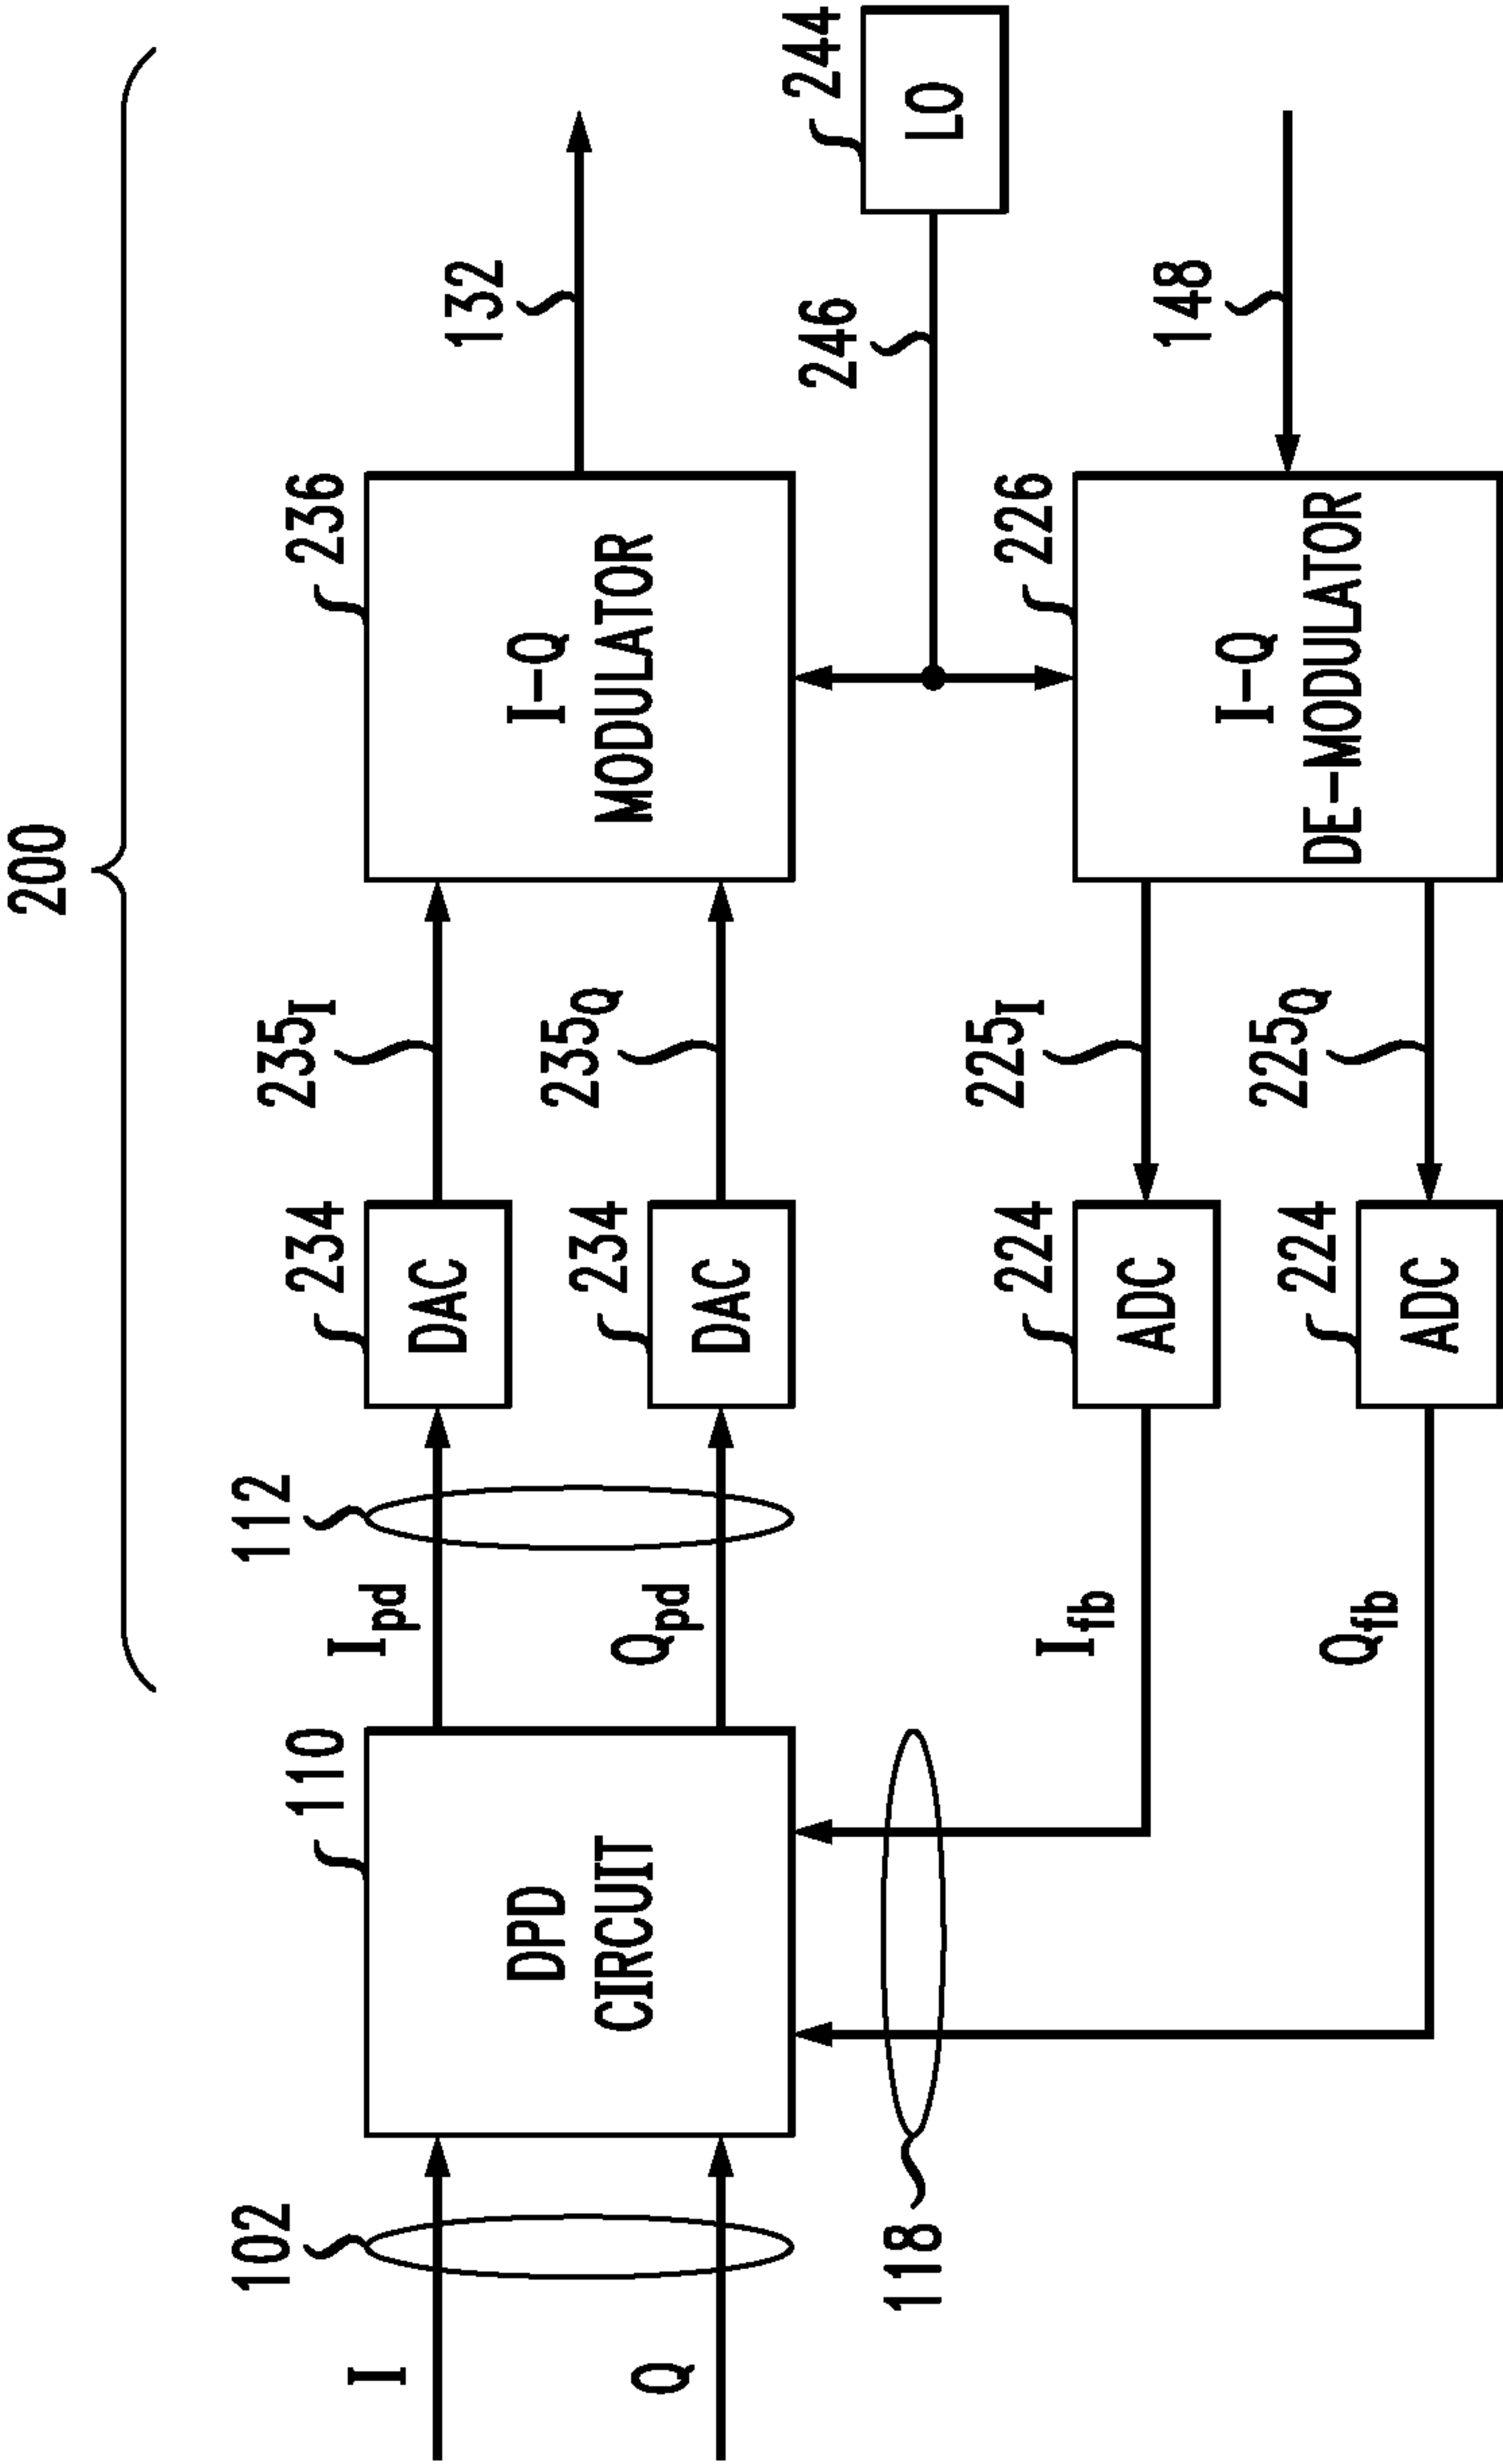 200
I
Q
102
110
DPD
CIRCUIT
118
Ipd
Qpd
112
234
DAC
234
DAC
235I
235Q
236
I-Q
MODULATOR
132
246
244
LO
Ifb
Qfb
224
ADC
224
ADC
225I
225Q
226
I-Q
DE-MODULATOR
148